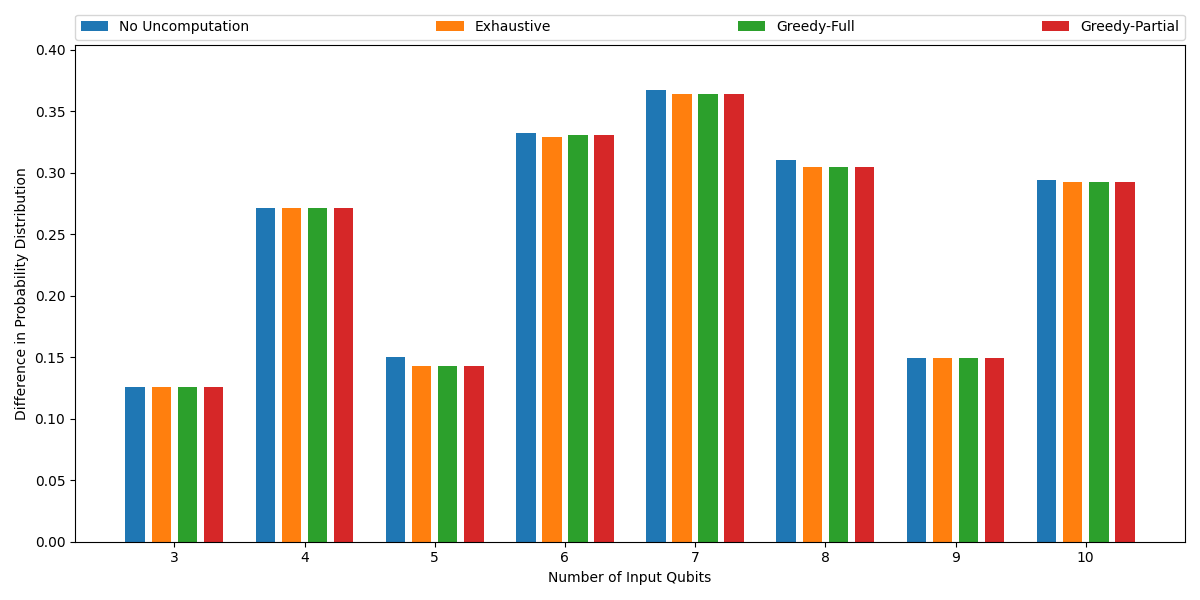 No Uncomputation Exhaustive Greedy-Full Greedy-Partial
0.40
0.35
0.30
0.25
0.20
0.15
0.10
0.05
0.00
Difference in Probability Distribution
3 4 5 6 7 8 9 10
Number of Input Qubits